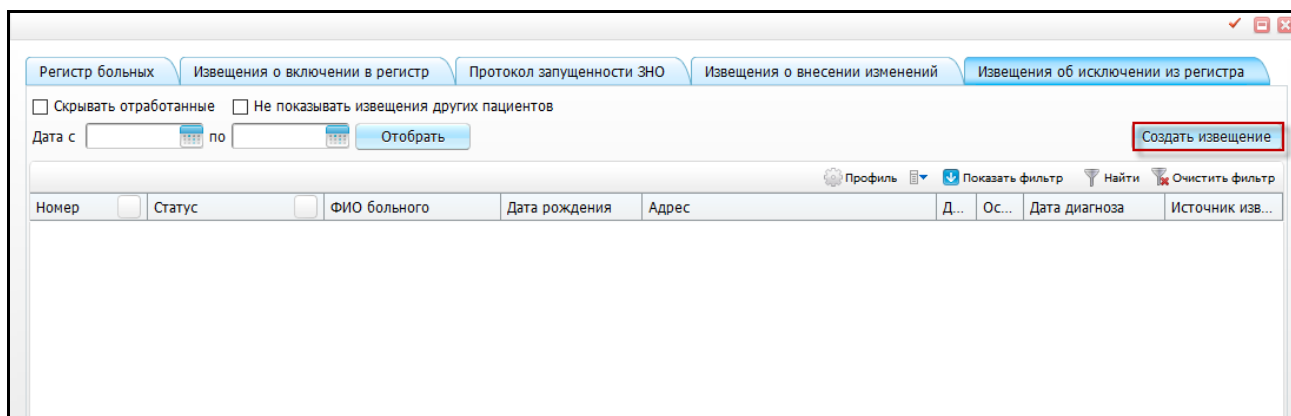 Регистр больных Извещения о включении в регистр Протокол запущенности ЗНО Извещения о внесении изменений Извещения об исключении из регистра
Скрывать отработанные Не показывать извещения других пациентов
Дата с по Отобрать Создать извещение
Профиль Показать фильтр Найти Очистить фильтр
Номер Статус ФИО больного Дата рождения Адрес Д... Ос... Дата диагноза Источник изв...